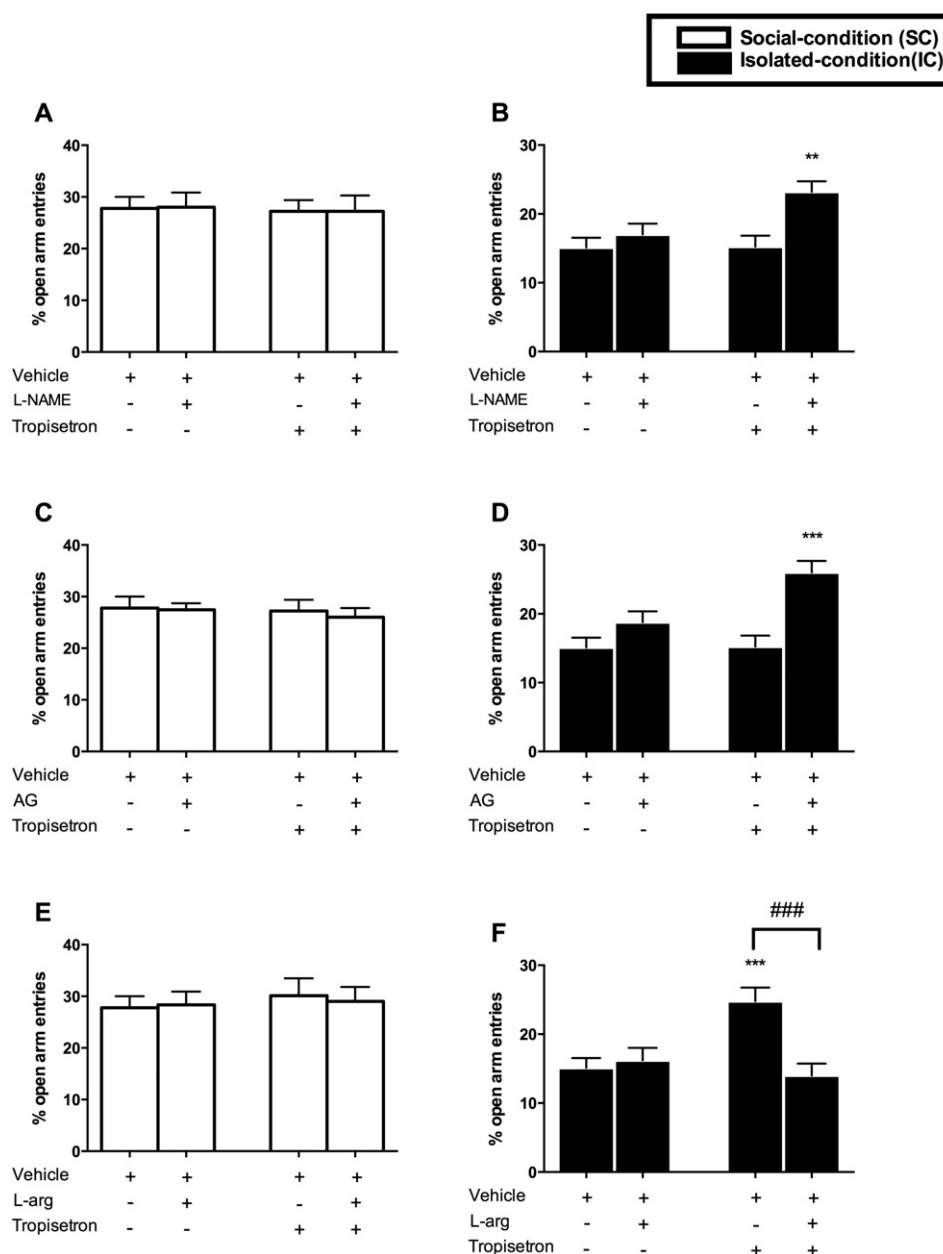 Social-condition (SC)
Isolated-condition(IC)
A
% open arm entries
40
30
20
10
0
Vehicle + + + +
L-NAME - + - +
Tropisetron - - + +
B
% open arm entries
30
20
10
0
**
Vehicle + + + +
L-NAME - + - +
Tropisetron - - + +
C
% open arm entries
40
30
20
10
0
Vehicle + + + +
AG - + - +
Tropisetron - - + +
D
% open arm entries
30
20
10
0
***
Vehicle + + + +
AG - + - +
Tropisetron - - + +
E
% open arm entries
40
30
20
10
0
Vehicle + + + +
L-arg - + - +
Tropisetron - - + +
F
% open arm entries
30
20
10
0
###
***
Vehicle + + + +
L-arg - + - +
Tropisetron - - + +